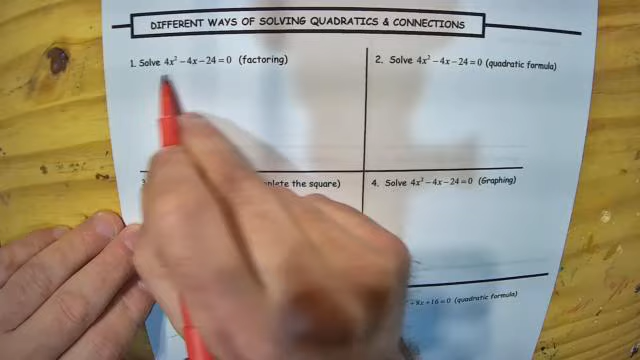 DIFFERENT WAYS OF SOLVING QUADRATICS & CONNECTIONS
1. Solve 4x² – 4x – 24 = 0 (factoring)
2. Solve 4x² – 4x – 24 = 0 (quadratic formula)
the square)
4. Solve 4x² – 4x – 24 = 0 (Graphing)
+ 8x + 16 = 0 (quadratic formula)